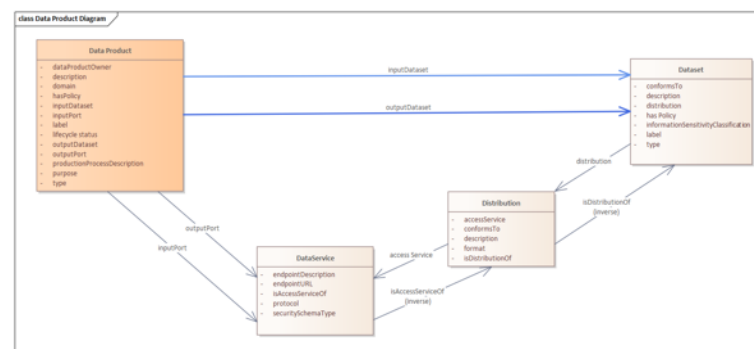 class Data Product Diagram
Data Product
- dataProductOwner
- description
- domain
- hasPolicy
- inputDataset
- inputPort
- label
- lifecycle status
- outputDataset
- outputPort
- productionProcessDescription
- purpose
- type
inputDataset
outputDataset
Dataset
- conformsTo
- description
- distribution
- has Policy
- informationSensitivityClassification
- label
- type
distribution
isDistributionOf
(inverse)
Distribution
- accessService
- conformsTo
- description
- format
- isDistributionOf
outputPort
inputPort
access Service
isAccessServiceOf
(inverse)
DataService
- endpointDescription
- endpointURL
- isAccessServiceOf
- protocol
- securitySchemaType